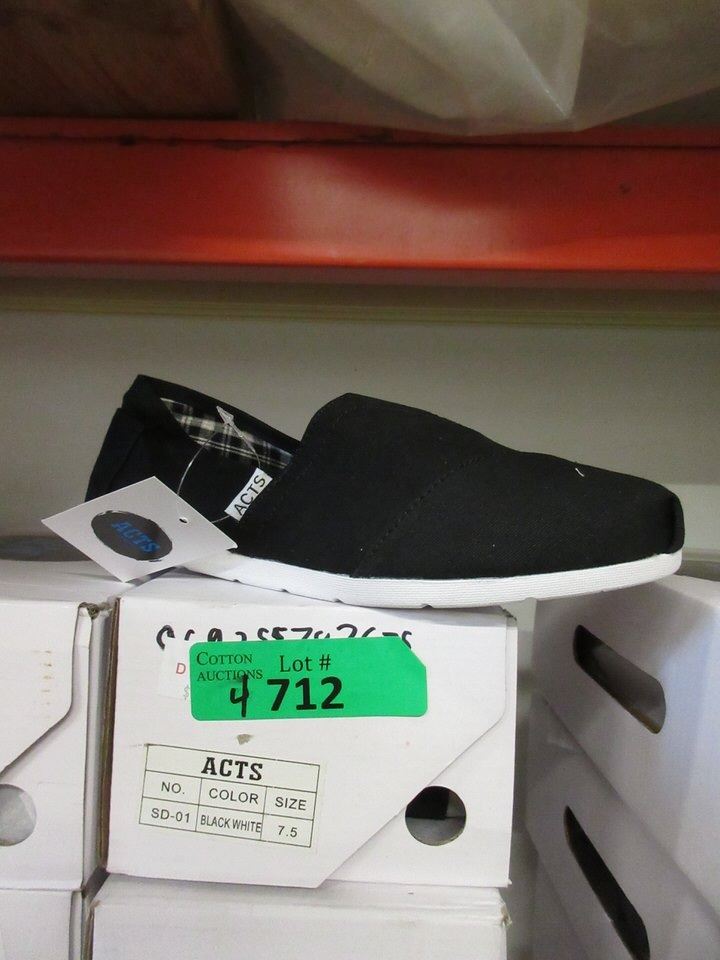 ACTS
ACTS
COTTON
AUCTIONS
Lot #
4 712
D
$
ACTS
NO. COLOR SIZE
SD-01 BLACK WHITE 7.5